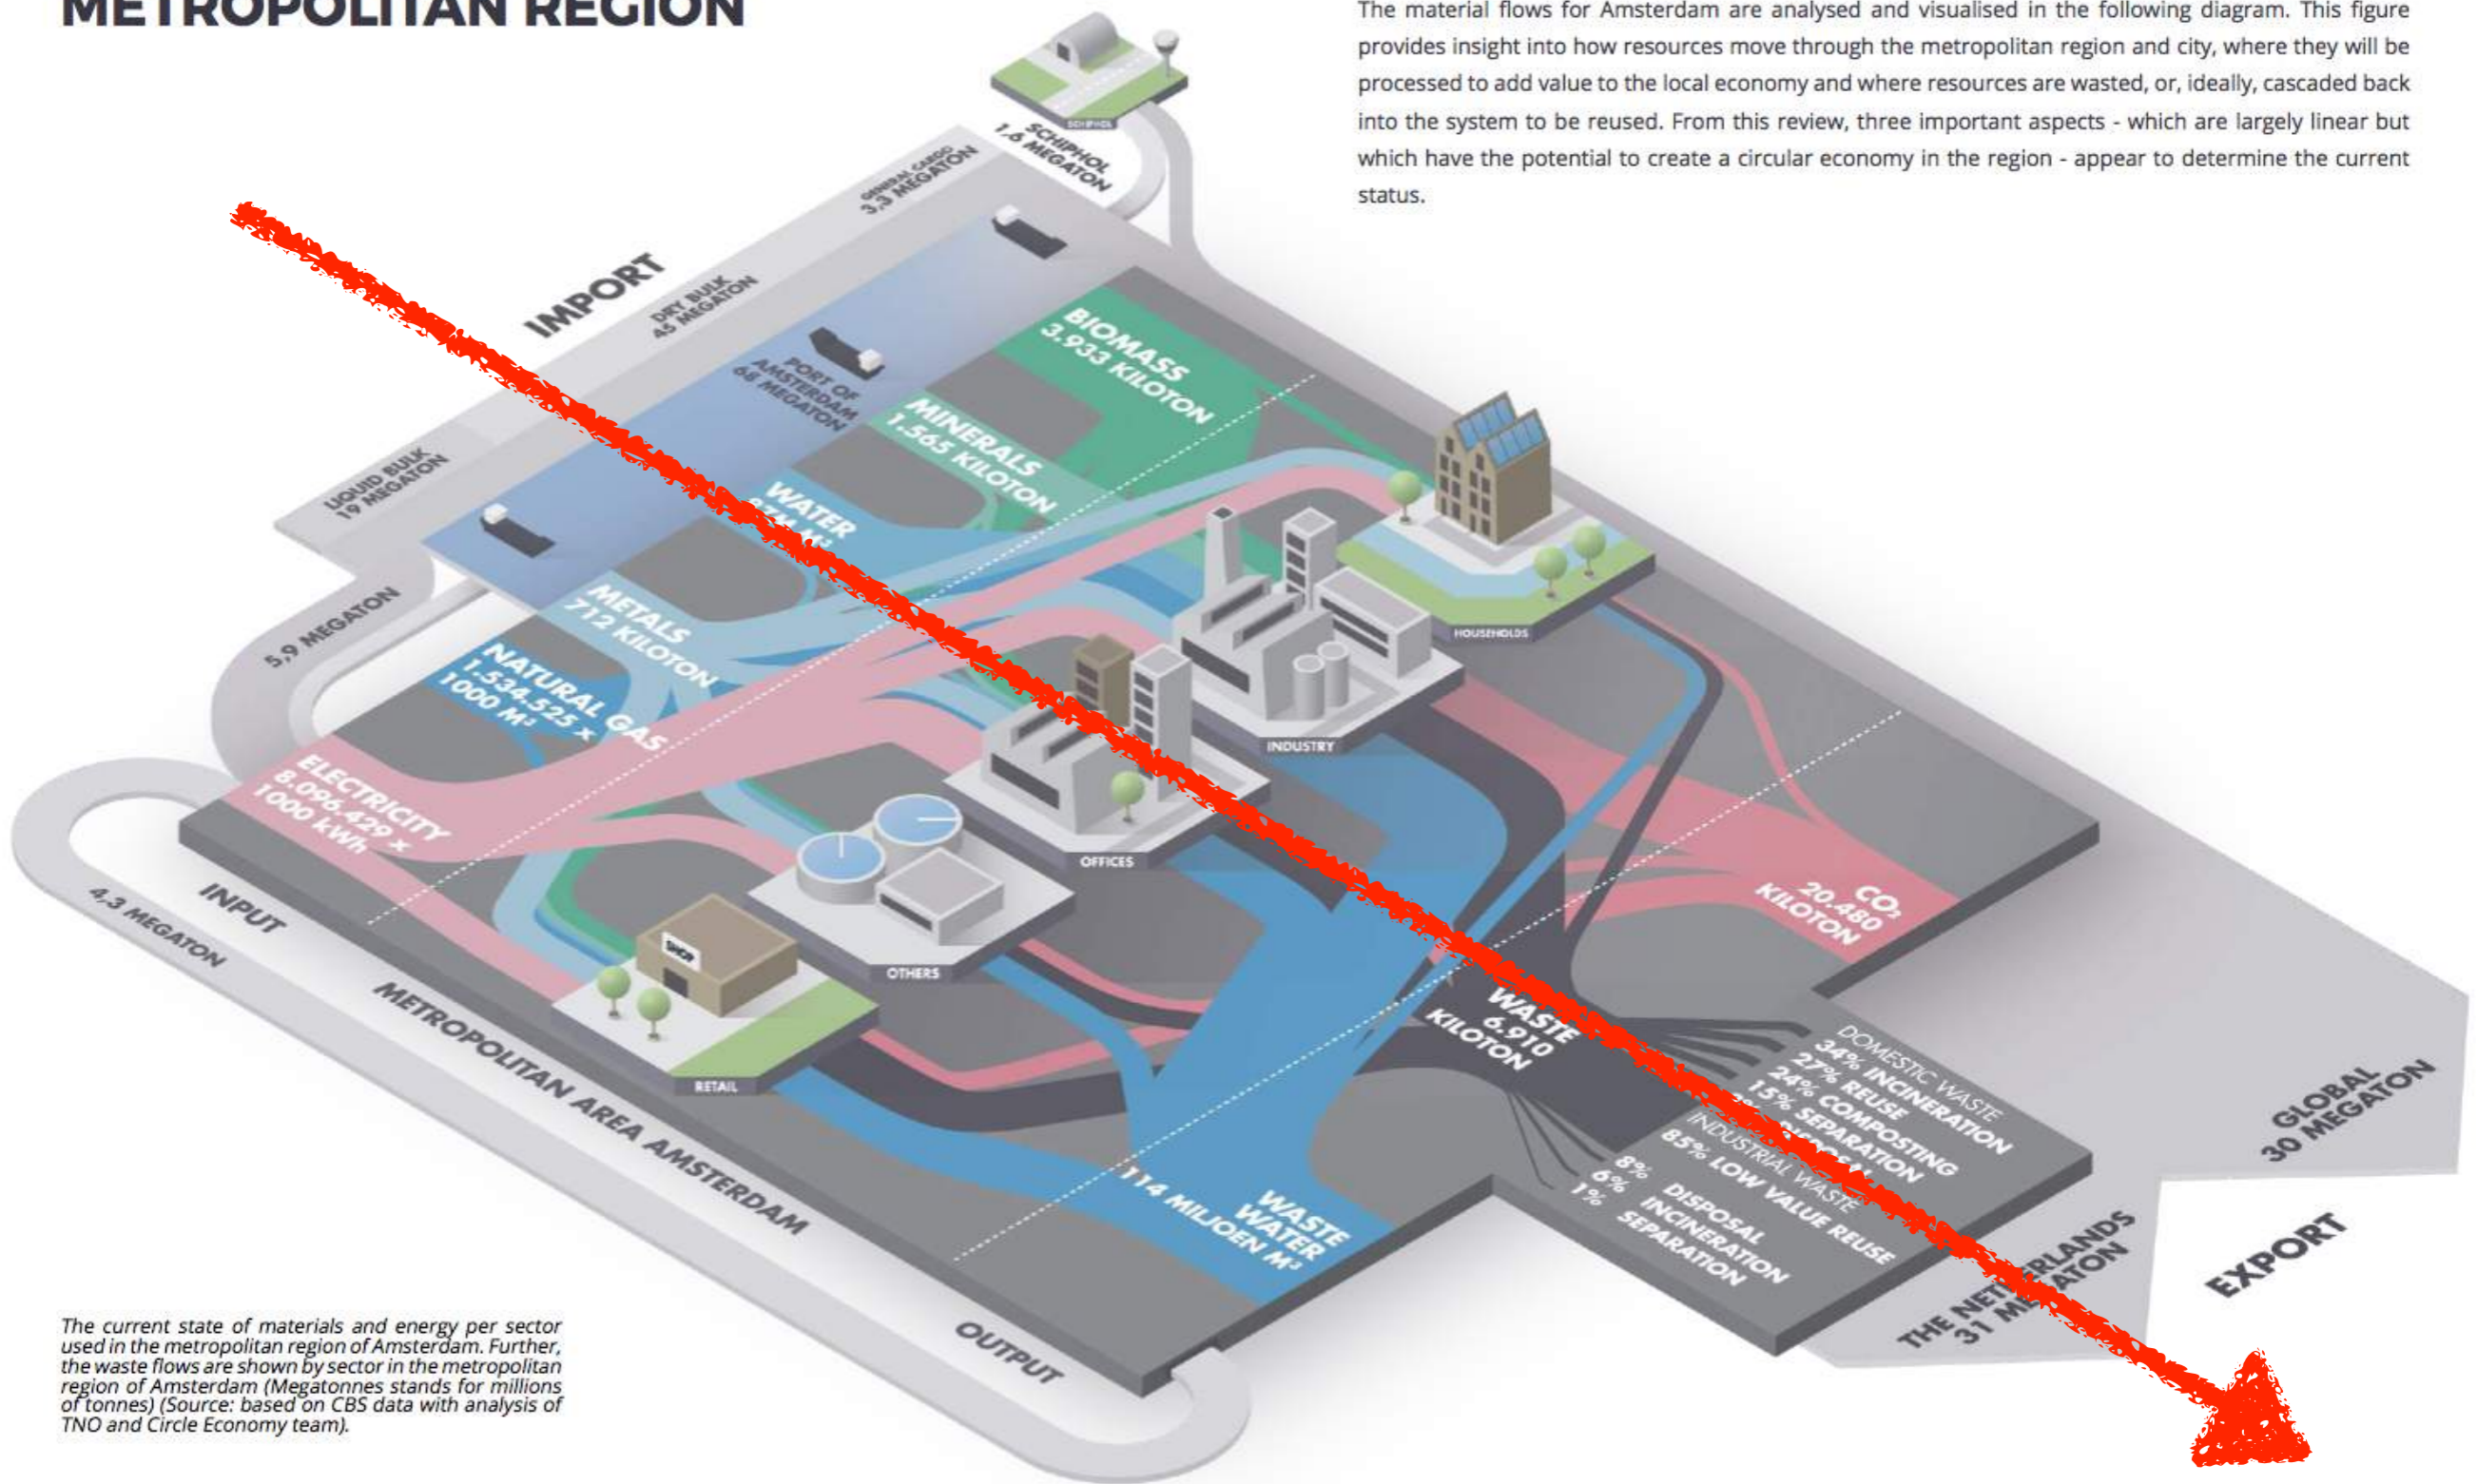 METROPOLITAN REGION
The material flows for Amsterdam are analysed and visualised in the following diagram. This figure
provides insight into how resources move through the metropolitan region and city, where they will be
processed to add value to the local economy and where resources are wasted, or, ideally, cascaded back
into the system to be reused. From this review, three important aspects - which are largely linear but
which have the potential to create a circular economy in the region - appear to determine the current
status.
SCHIPHOL
SCHIPHOL
1,6 MEGATON
GENERAL CARGO
3,3 MEGATON
IMPORT
DRY BULK
45 MEGATON
LIQUID BULK
19 MEGATON
PORT OF
AMSTERDAM
68 MEGATON
5,9 MEGATON
4,3 MEGATON
BIOMASS
3.933 KILOTON
MINERALS
1.565 KILOTON
WATER
M³
METALS
712 KILOTON
NATURAL GAS
1.534.525 x
1000 M³
ELECTRICITY
8.096.429 x
1000 kWh
INPUT
METROPOLITAN AREA AMSTERDAM
OUTPUT
HOUSEHOLDS
INDUSTRY
OFFICES
OTHERS
SHOP
RETAIL
CO₂
20.480
KILOTON
WASTE
6.910
KILOTON
WASTE
WATER
114 MILJOEN M³
DOMESTIC WASTE
34% INCINERATION
27% REUSE
24% COMPOSTING
15% SEPARATION
INDUSTRIAL WASTE
85% LOW VALUE REUSE
8% DISPOSAL
6% INCINERATION
1% SEPARATION
GLOBAL
30 MEGATON
THE NETHERLANDS
31 MEGATON
EXPORT
The current state of materials and energy per sector
used in the metropolitan region of Amsterdam. Further,
the waste flows are shown by sector in the metropolitan
region of Amsterdam (Megatonnes stands for millions
of tonnes) (Source: based on CBS data with analysis of
TNO and Circle Economy team).